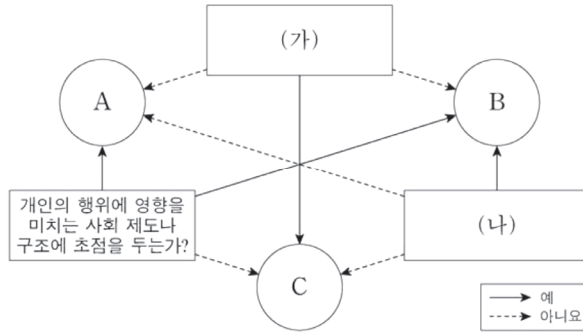 (가)
A
B
개인의 행위에 영향을
미치는 사회 제도나
구조에 초점을 두는가?
(나)
C
예
아니요